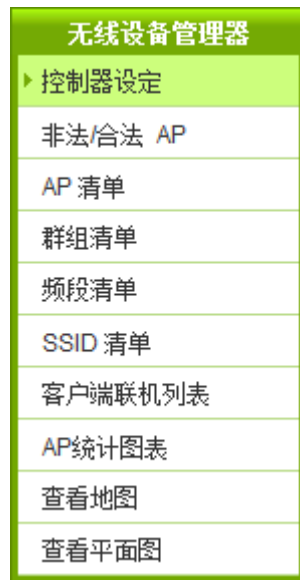 无线设备管理器
控制器设定
非法/合法 AP
AP 清单
群组清单
频段清单
SSID 清单
客户端联机列表
AP统计图表
查看地图
查看平面图